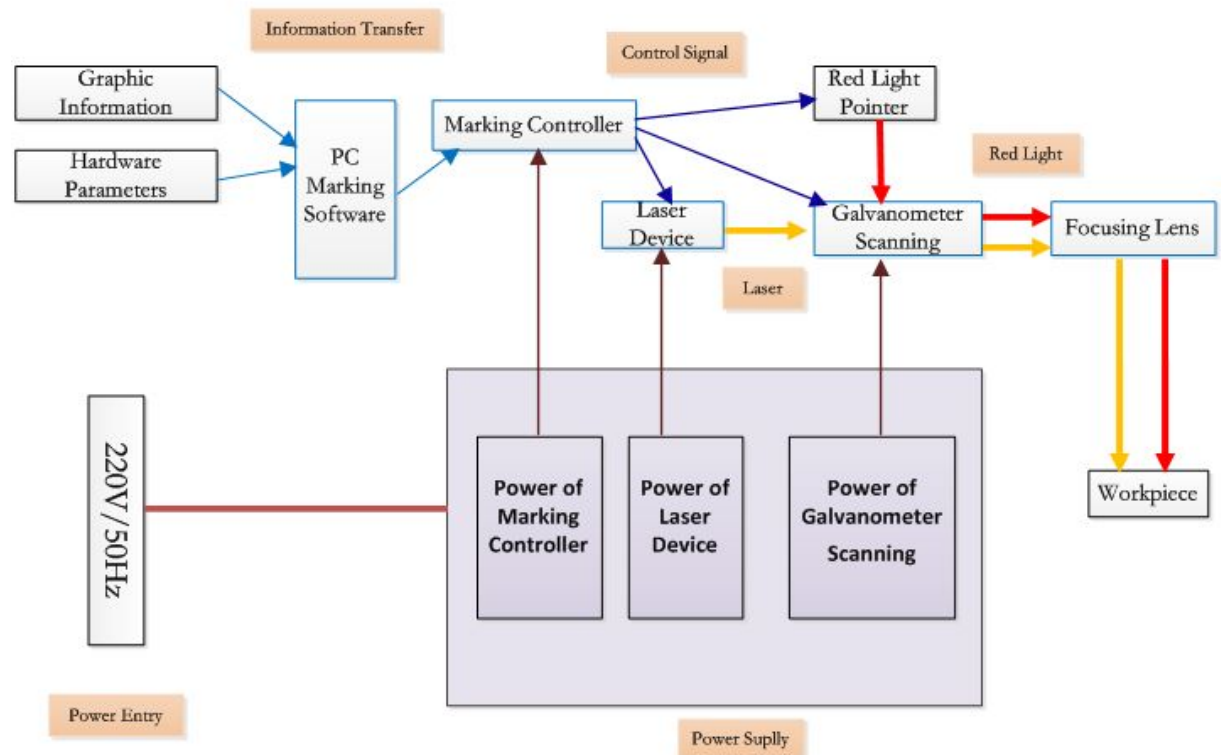 Information Transfer
Control Signal
Graphic
Information
Red Light
Pointer
Marking Controller
Hardware
Parameters
PC
Marking
Software
Red Light
Laser
Device
Galvanometer
Scanning
Focusing Lens
Laser
220V/50Hz
Power of
Marking
Controller
Power of
Laser
Device
Power of
Galvanometer
Scanning
Workpiece
Power Entry
Power Suplly